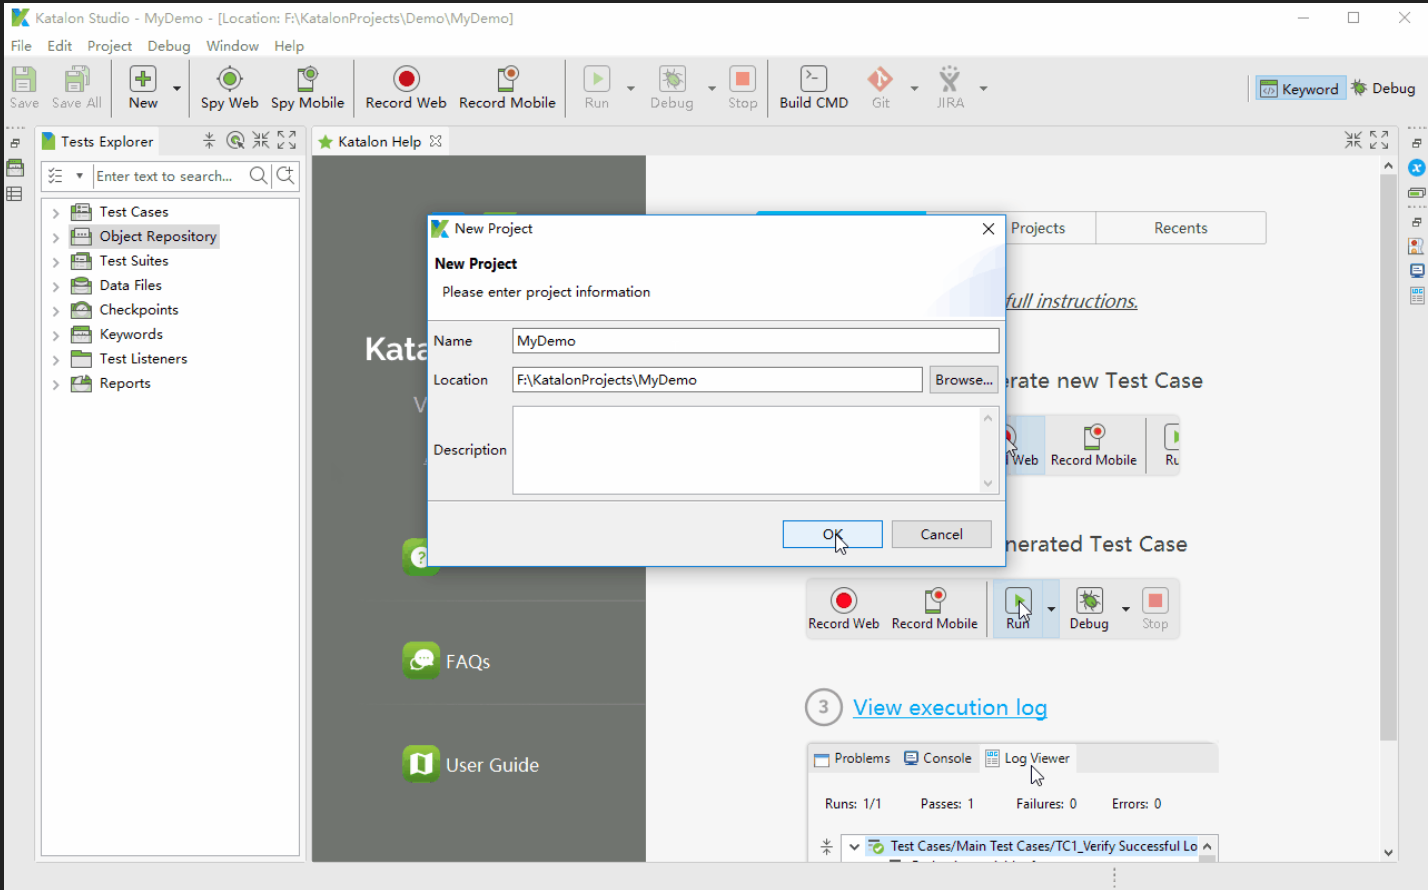 Katalon Studio - MyDemo - [Location: F:\KatalonProjects\Demo\MyDemo]
File Edit Project Debug Window Help
Save Save All New Spy Web Spy Mobile Record Web Record Mobile Run Debug Stop Build CMD Git JIRA Keyword Debug
Tests Explorer
Katalon Help
Enter text to search...
Test Cases
Object Repository
Test Suites
Data Files
Checkpoints
Keywords
Test Listeners
Reports
New Project
New Project
Please enter project information
Name MyDemo
Location F:\KatalonProjects\MyDemo Browse...
Description
OK Cancel
Projects Recents
full instructions.
Kata
erate new Test Case
Web Record Mobile Ru
nerated Test Case
Record Web Record Mobile Run Debug Stop
?
FAQs
User Guide
3 View execution log
Problems Console Log Viewer
Runs: 1/1 Passes: 1 Failures: 0 Errors: 0
Test Cases/Main Test Cases/TC1_Verify Successful Lo